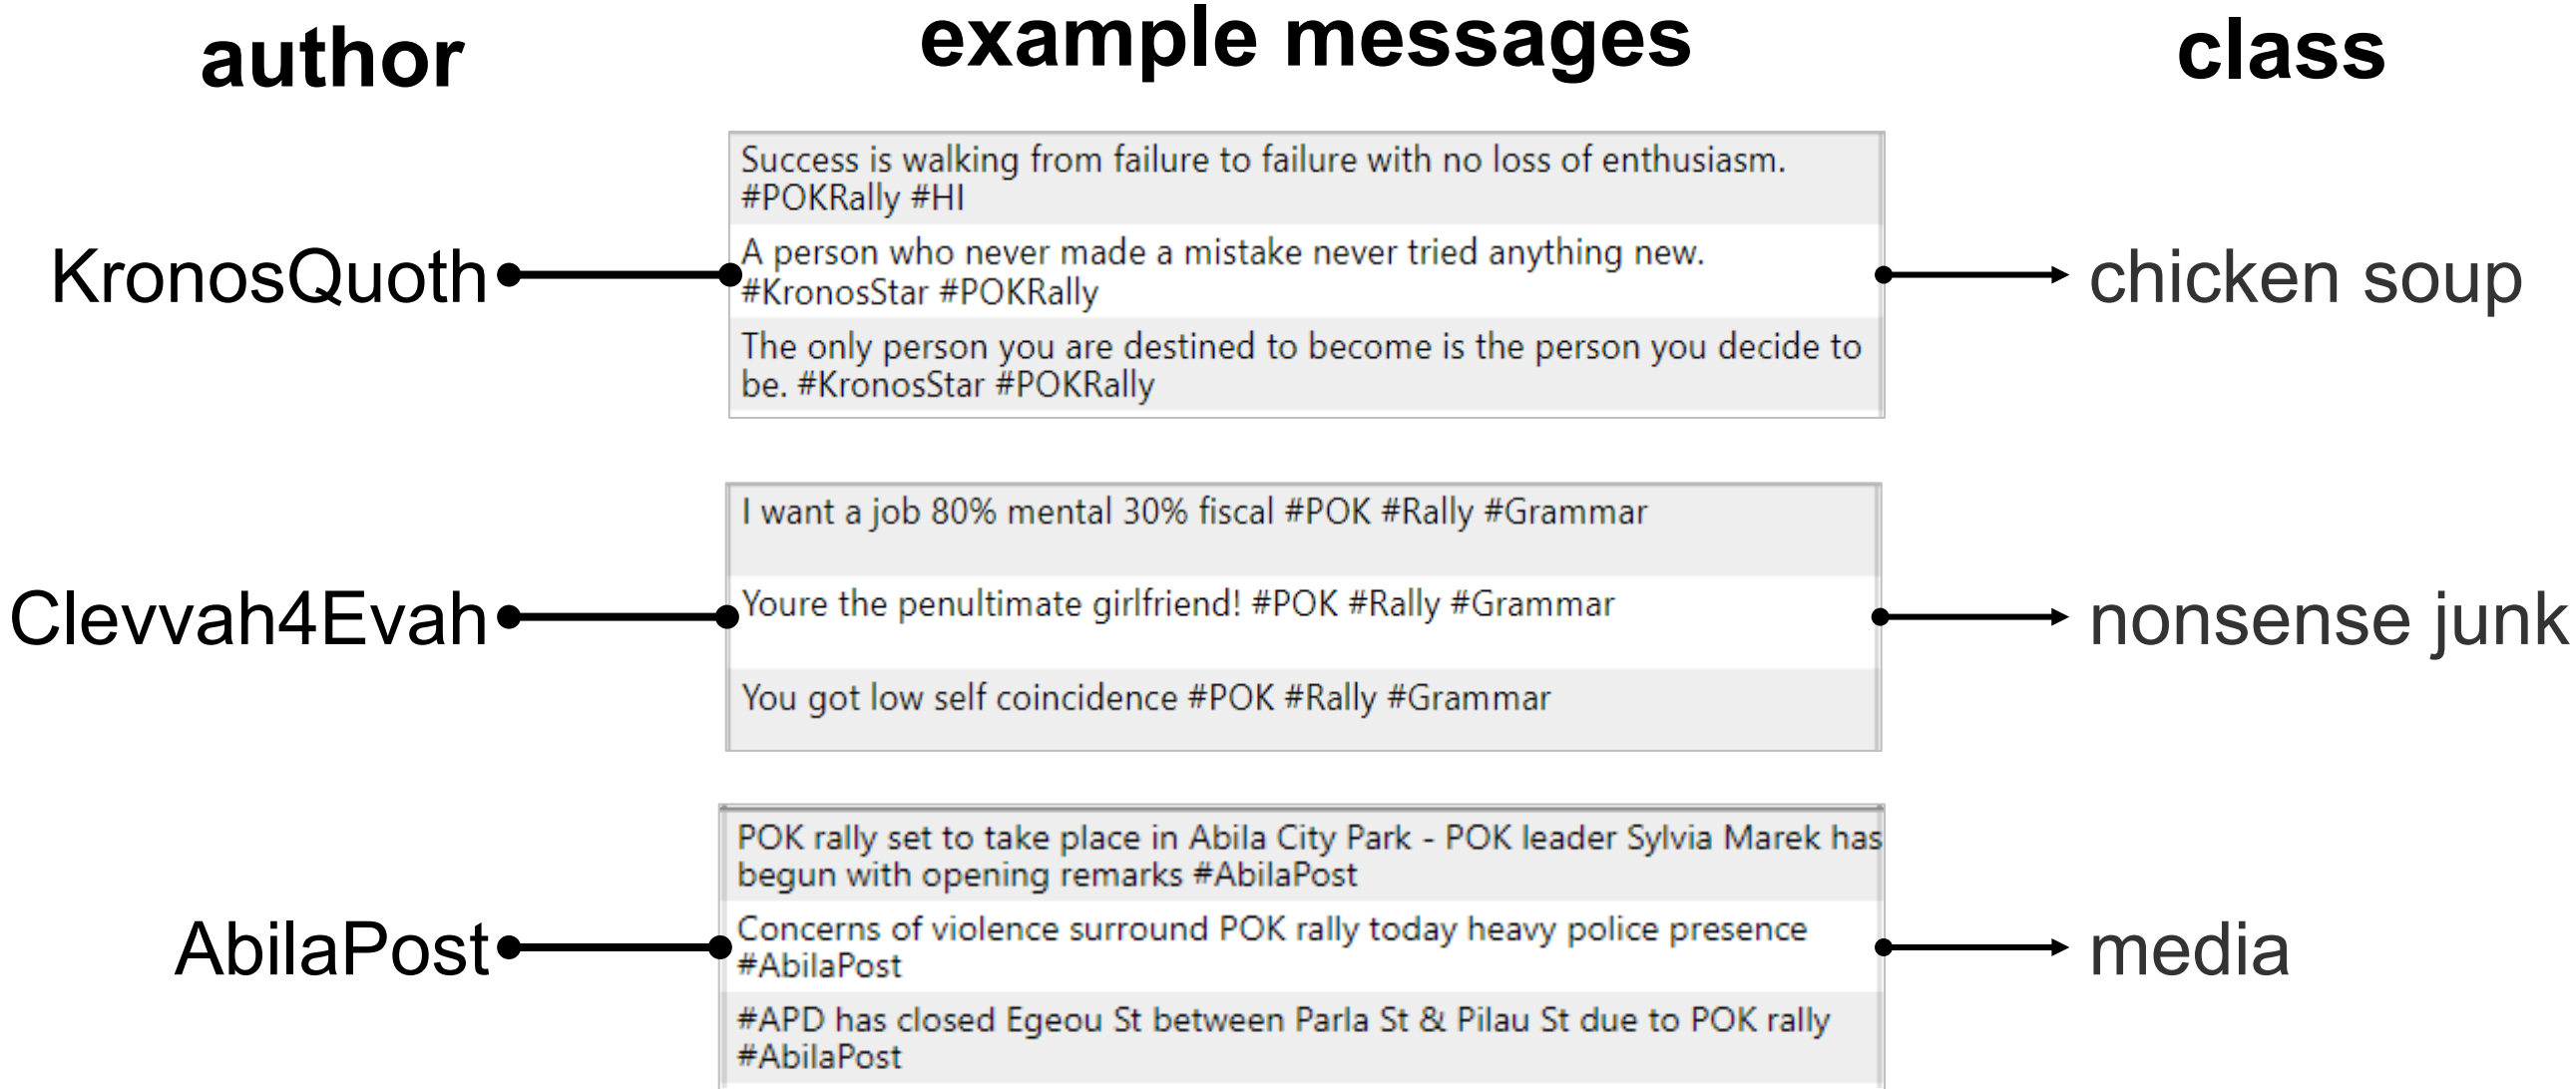 author example messages class
Success is walking from failure to failure with no loss of enthusiasm.
#POKRally #HI
A person who never made a mistake never tried anything new.
#KronosStar #POKRally
The only person you are destined to become is the person you decide to
be. #KronosStar #POKRally
KronosQuoth
chicken soup
I want a job 80% mental 30% fiscal #POK #Rally #Grammar
Youre the penultimate girlfriend! #POK #Rally #Grammar
You got low self coincidence #POK #Rally #Grammar
Clevvah4Evah
nonsense junk
POK rally set to take place in Abila City Park - POK leader Sylvia Marek has
begun with opening remarks #AbilaPost
Concerns of violence surround POK rally today heavy police presence
#AbilaPost
#APD has closed Egeou St between Parla St & Pilau St due to POK rally
#AbilaPost
AbilaPost
media